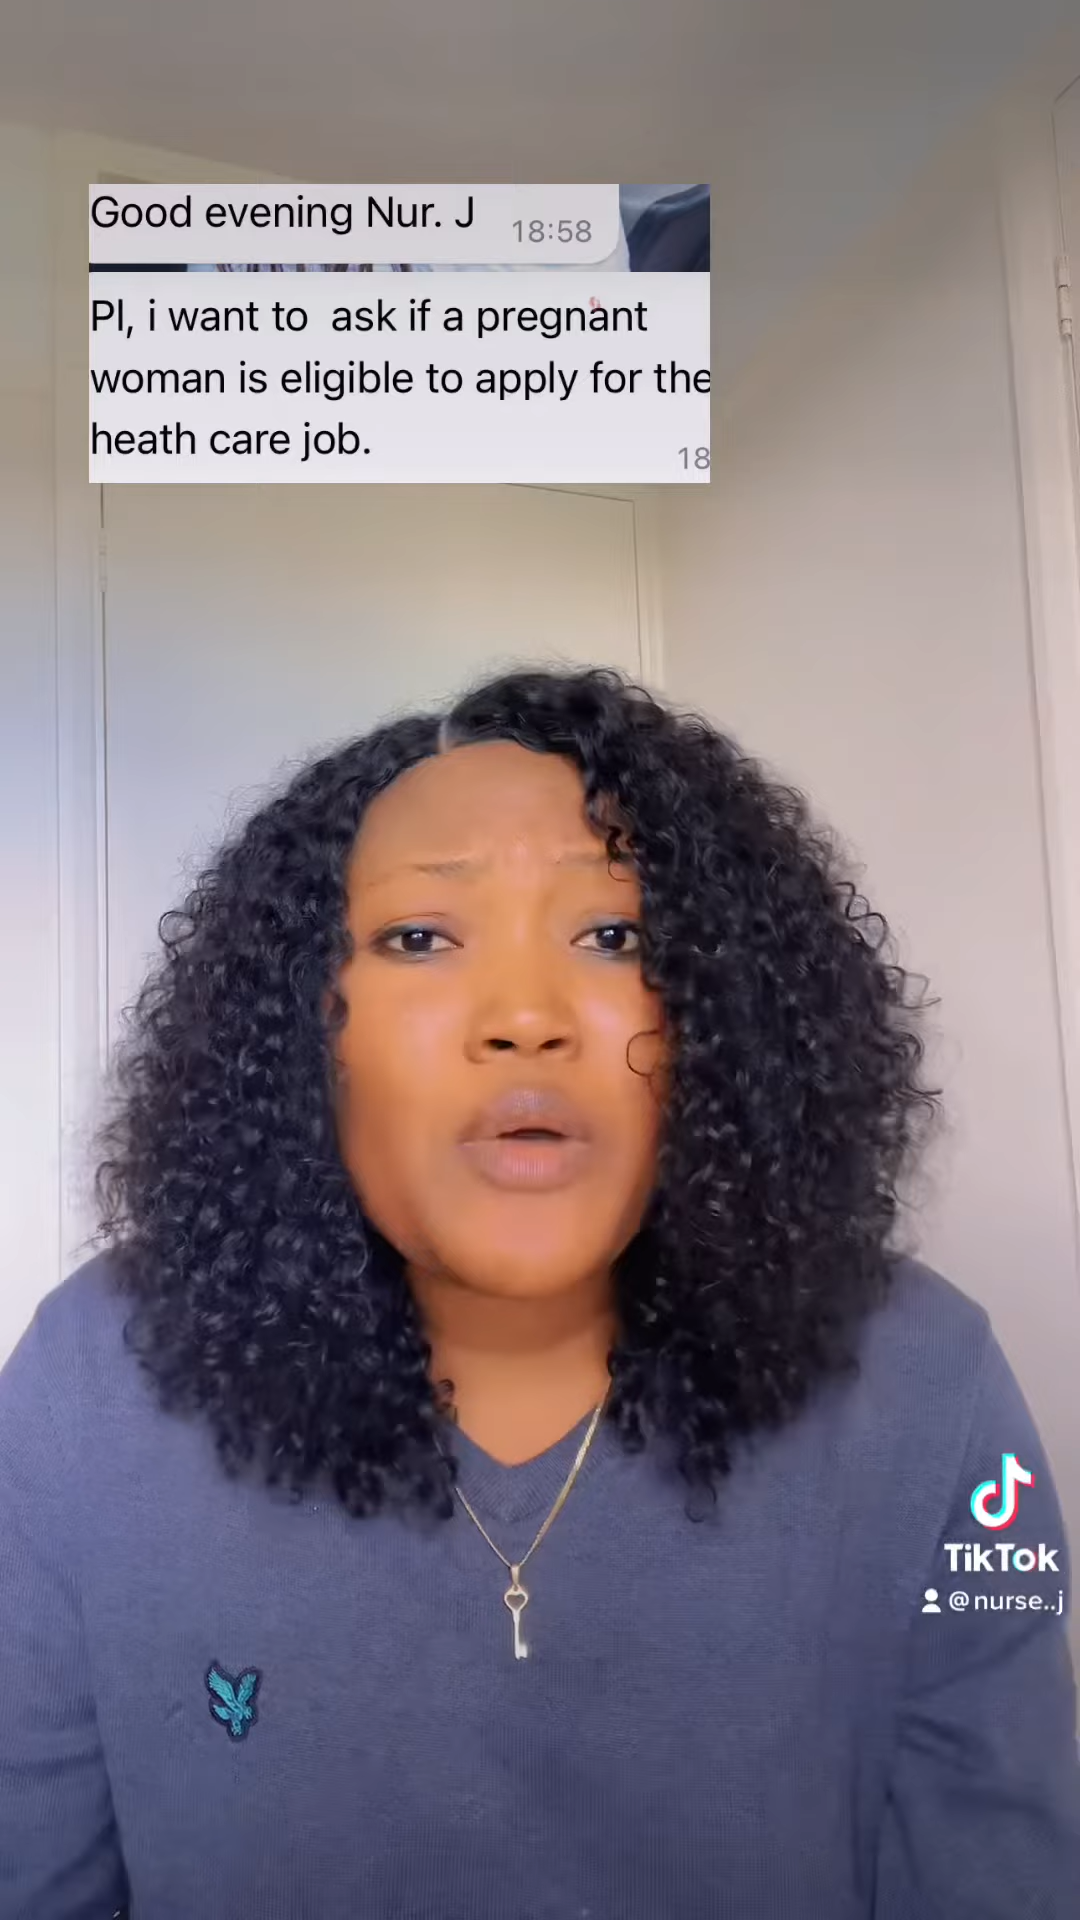 Good evening Nur. J
18:58
Pl, i want to ask if a pregnant
woman is eligible to apply for the
heath care job.
18
TikTok
@nurse..j